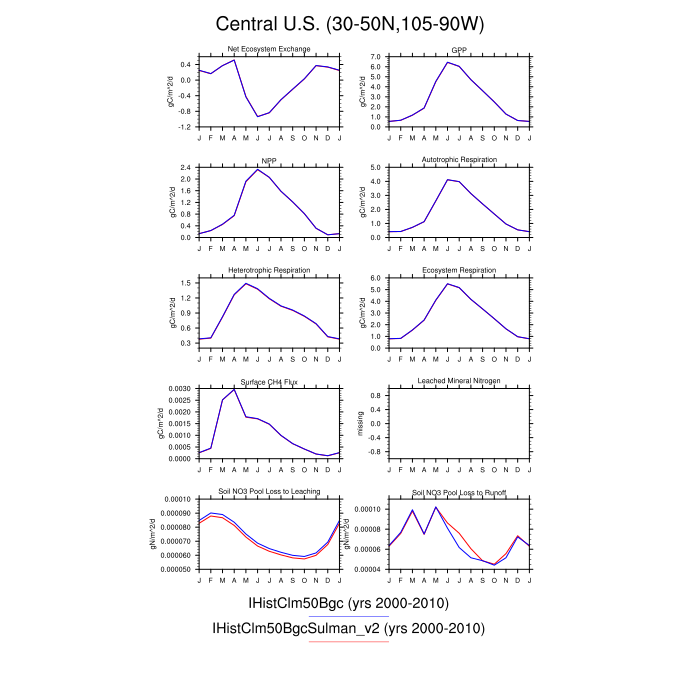 Central U.S. (30-50N,105-90W)
Net Ecosystem Exchange
gC/m^2/d
0.4
0.0
-0.4
-0.8
-1.2
J F M A M J J A S O N D J
GPP
gC/m^2/d
7.0
6.0
5.0
4.0
3.0
2.0
1.0
0.0
J F M A M J J A S O N D J
NPP
gC/m^2/d
2.4
2.0
1.6
1.2
0.8
0.4
0.0
J F M A M J J A S O N D J
Autotrophic Respiration
gC/m^2/d
5.0
4.0
3.0
2.0
1.0
0.0
J F M A M J J A S O N D J
Heterotrophic Respiration
gC/m^2/d
1.5
1.2
0.9
0.6
0.3
J F M A M J J A S O N D J
Ecosystem Respiration
gC/m^2/d
6.0
5.0
4.0
3.0
2.0
1.0
0.0
J F M A M J J A S O N D J
Surface CH4 Flux
gC/m^2/d
0.0030
0.0025
0.0020
0.0015
0.0010
0.0005
0.0000
J F M A M J J A S O N D J
Leached Mineral Nitrogen
missing
0.8
0.4
0.0
-0.4
-0.8
J F M A M J J A S O N D J
Soil NO3 Pool Loss to Leaching
gN/m^2/d
0.00010
0.000090
0.000080
0.000070
0.000060
0.000050
J F M A M J J A S O N D J
Soil NO3 Pool Loss to Runoff
gN/m^2/d
0.00010
0.00008
0.00006
0.00004
J F M A M J J A S O N D J
IHistClm50Bgc (yrs 2000-2010)
IHistClm50BgcSulman_v2 (yrs 2000-2010)